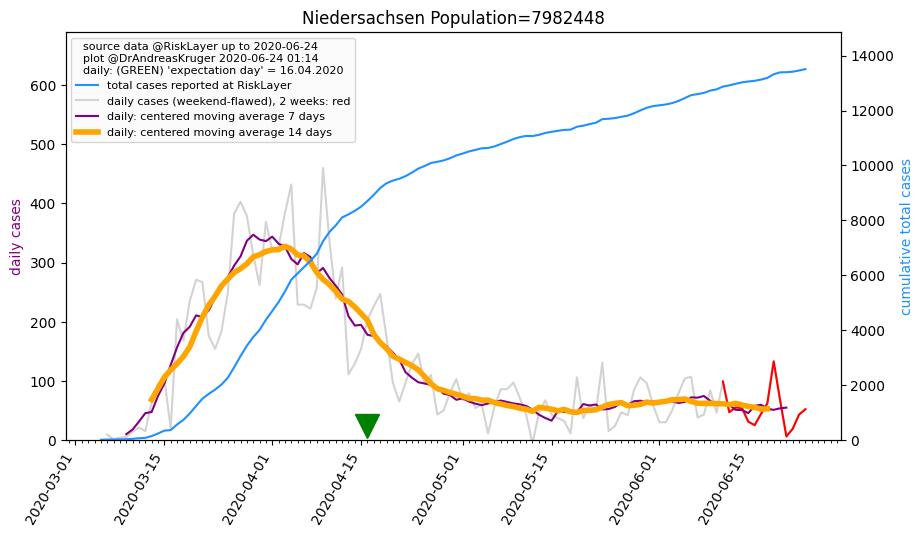 Niedersachsen Population=7982448
source data @RiskLayer up to 2020-06-24
plot @DrAndreasKruger 2020-06-24 01:14
daily: (GREEN) 'expectation day' = 16.04.2020
total cases reported at RiskLayer
daily cases (weekend-flawed), 2 weeks: red
daily: centered moving average 7 days
daily: centered moving average 14 days
daily cases
600
500
400
300
200
100
0
14000
12000
10000
8000
6000
4000
2000
0
cumulative total cases
2020-03-01
2020-03-15
2020-04-01
2020-04-15
2020-05-01
2020-05-15
2020-06-01
2020-06-15